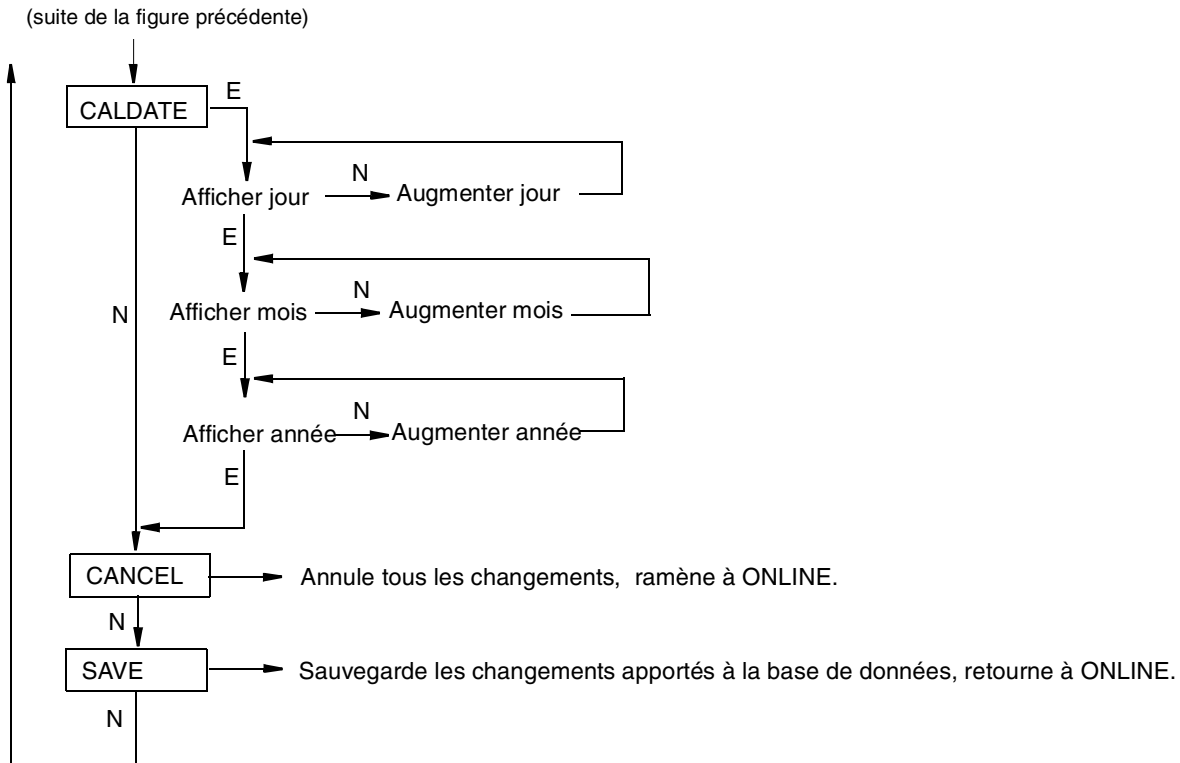 (suite de la figure précédente)
E
CALDATE
N
Afficher jour
Augmenter jour
E
N
N
Afficher mois
Augmenter mois
E
N
Afficher année
Augmenter année
E
CANCEL
Annule tous les changements, ramène à ONLINE.
N
SAVE
Sauvegarde les changements apportés à la base de données, retourne à ONLINE.
N